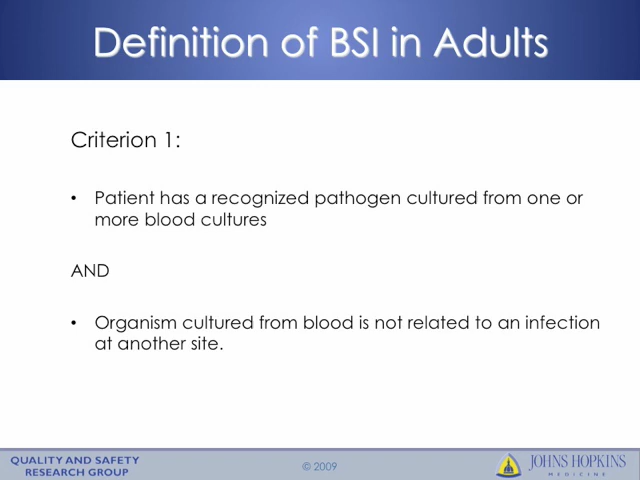 Definition of BSI in Adults
Criterion 1:
• Patient has a recognized pathogen cultured from one or
more blood cultures
AND
• Organism cultured from blood is not related to an infection
at another site.
QUALITY AND SAFETY
RESEARCH GROUP
© 2009
JOHNS HOPKINS
MEDICINE